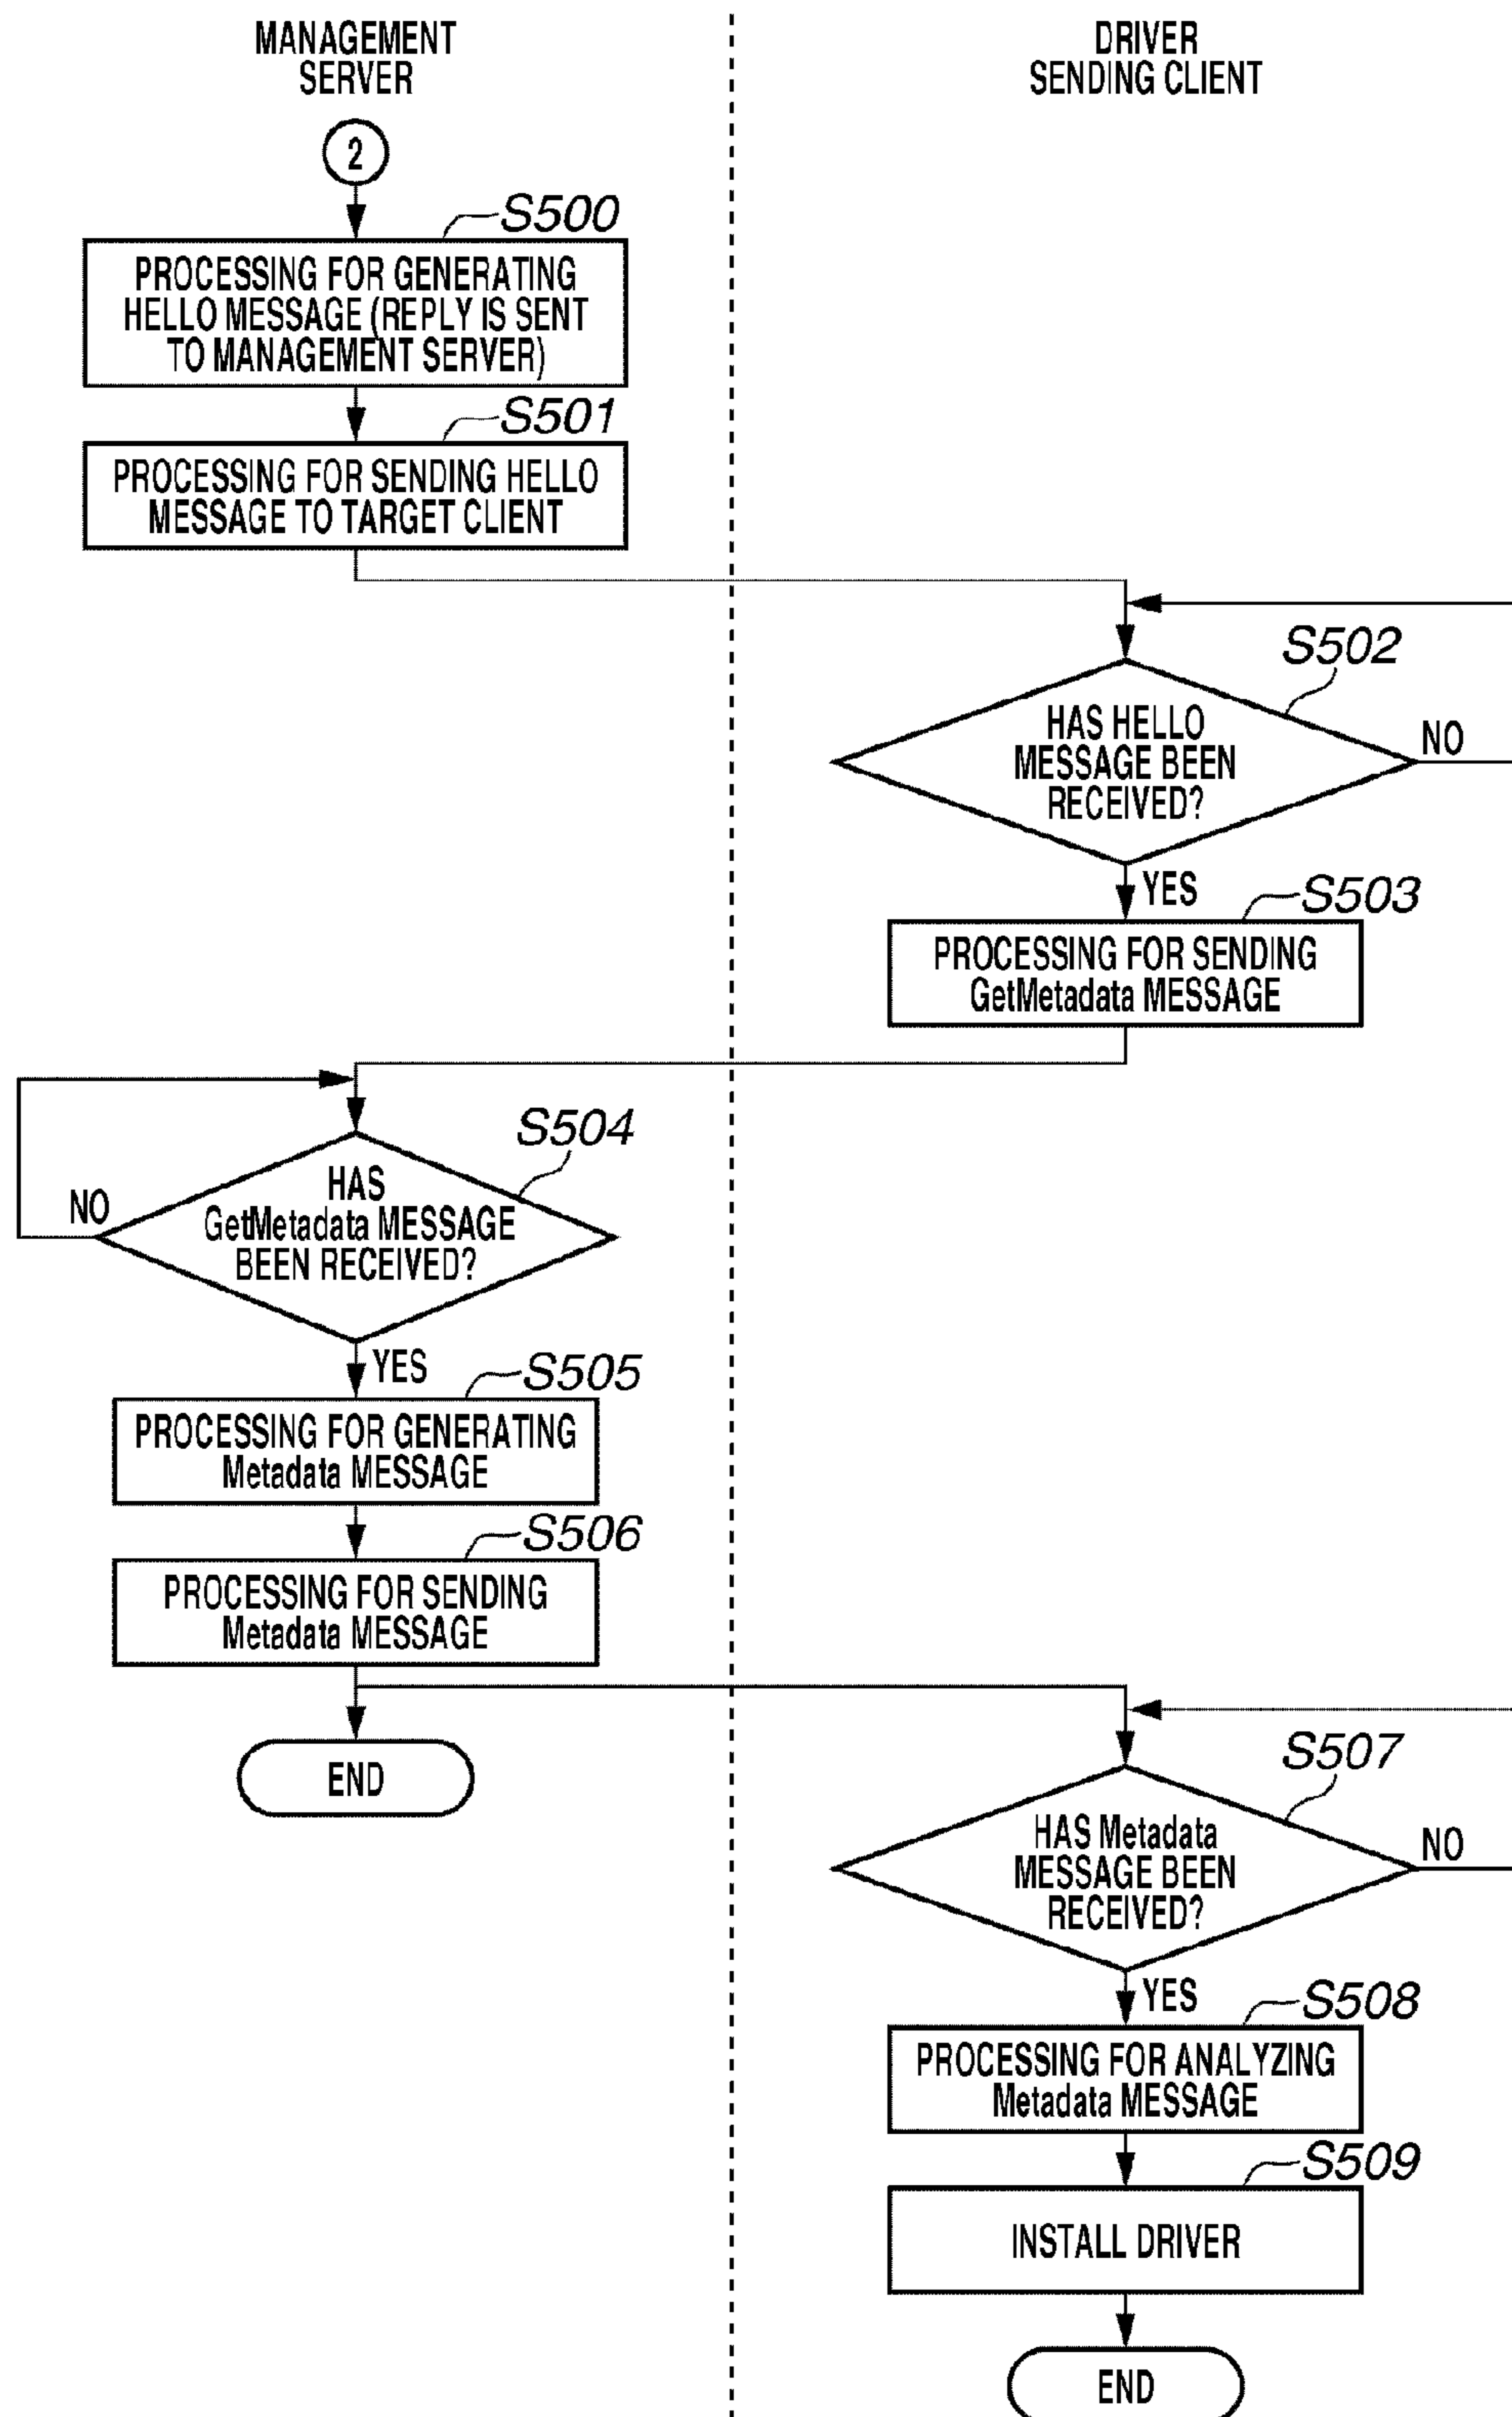 MANAGEMENT
SERVER
DRIVER
SENDING CLIENT
2
S500
PROCESSING FOR GENERATING
HELLO MESSAGE (REPLY IS SENT
TO MANAGEMENT SERVER)
S501
PROCESSING FOR SENDING HELLO
MESSAGE TO TARGET CLIENT
S502
HAS HELLO
MESSAGE BEEN
RECEIVED?
NO
YES
S503
PROCESSING FOR SENDING
GetMetadata MESSAGE
S504
HAS
GetMetadata MESSAGE
BEEN RECEIVED?
NO
YES
S505
PROCESSING FOR GENERATING
Metadata MESSAGE
S506
PROCESSING FOR SENDING
Metadata MESSAGE
END
S507
HAS Metadata
MESSAGE BEEN
RECEIVED?
NO
YES
S508
PROCESSING FOR ANALYZING
Metadata MESSAGE
S509
INSTALL DRIVER
END